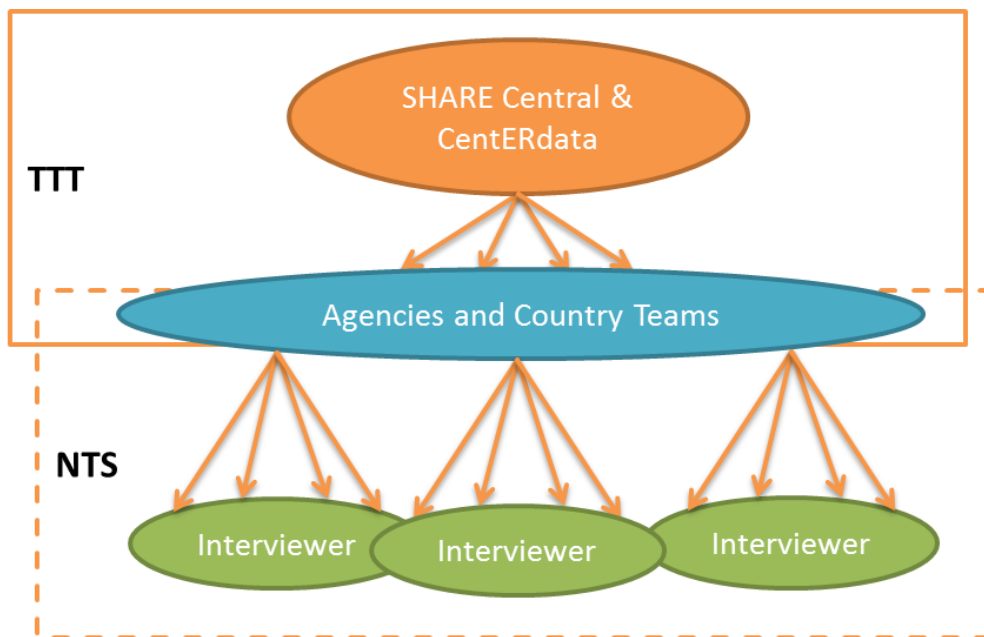 SHARE Central &
CentERdata
TTT
Agencies and Country Teams
NTS
Interviewer
Interviewer
Interviewer